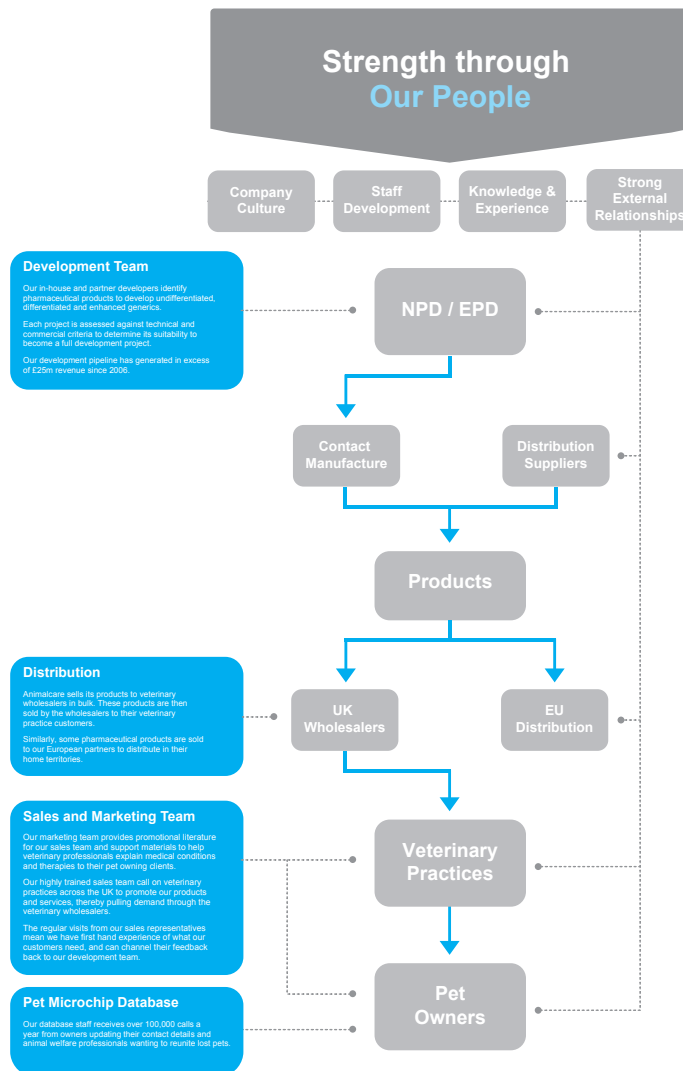 Strength through
Our People
Company
Culture
Staff
Development
Knowledge &
Experience
Strong
External
Relationships
Development Team
Our in-house and partner developers identify
pharmaceutical products to develop undifferentiated,
differentiated and enhanced generics.
Each project is assessed against technical and
commercial criteria to determine its suitability to
become a full development project.
Our development pipeline has generated in excess
of £25m revenue since 2006.
NPD / EPD
Contact
Manufacture
Distribution
Suppliers
Products
Distribution
Animalcare sells its products to veterinary
wholesalers in bulk. These products are then
sold by the wholesalers to their veterinary
practice customers.
Similarly, some pharmaceutical products are sold
to our European partners to distribute in their
home territories.
UK
Wholesalers
EU
Distribution
Sales and Marketing Team
Our marketing team provides promotional literature
for our sales team and support materials to help
veterinary professionals explain medical conditions
and therapies to their pet owning clients.
Our highly trained sales team call on veterinary
practices across the UK to promote our products
and services, thereby pulling demand through the
veterinary wholesalers.
The regular visits from our sales representatives
mean we have first hand experience of what our
customers need, and can channel their feedback
back to our development team.
Veterinary
Practices
Pet Microchip Database
Our database staff receives over 100,000 calls a
year from owners updating their contact details and
animal welfare professionals wanting to reunite lost pets.
Pet
Owners